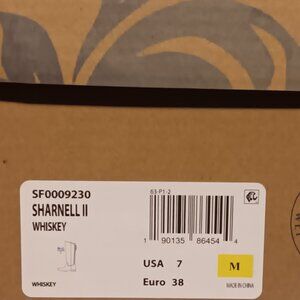 SF0009230
SHARNELL II
WHISKEY
63-P1-2
1 90135 86454 4
USA 7
Euro 38
M
WHISKEY
MADE IN CHINA